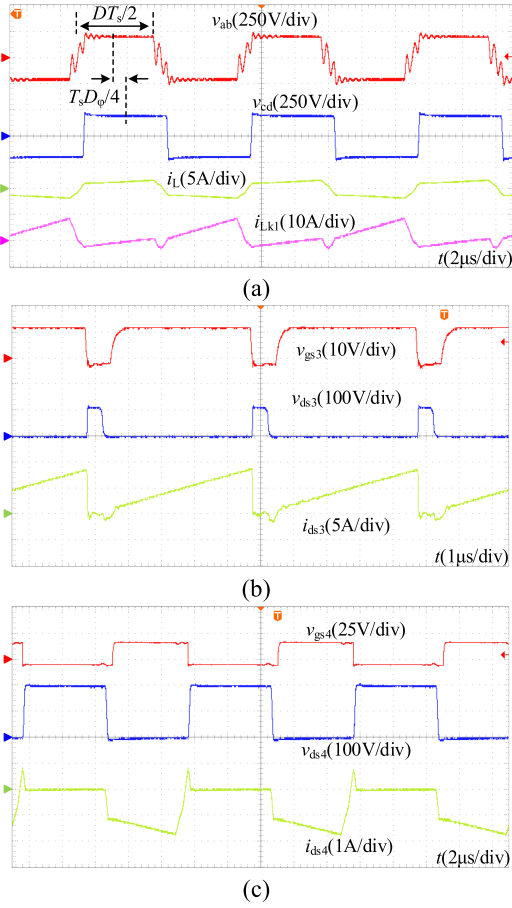 T
DTs/2
vab(250V/div)
TsDφ/4
vcd(250V/div)
iL(5A/div)
iLk1(10A/div)
t(2μs/div)
(a)
T
vgs3(10V/div)
vds3(100V/div)
ids3(5A/div)
t(1μs/div)
(b)
T
vgs4(25V/div)
vds4(100V/div)
ids4(1A/div)
t(2μs/div)
(c)